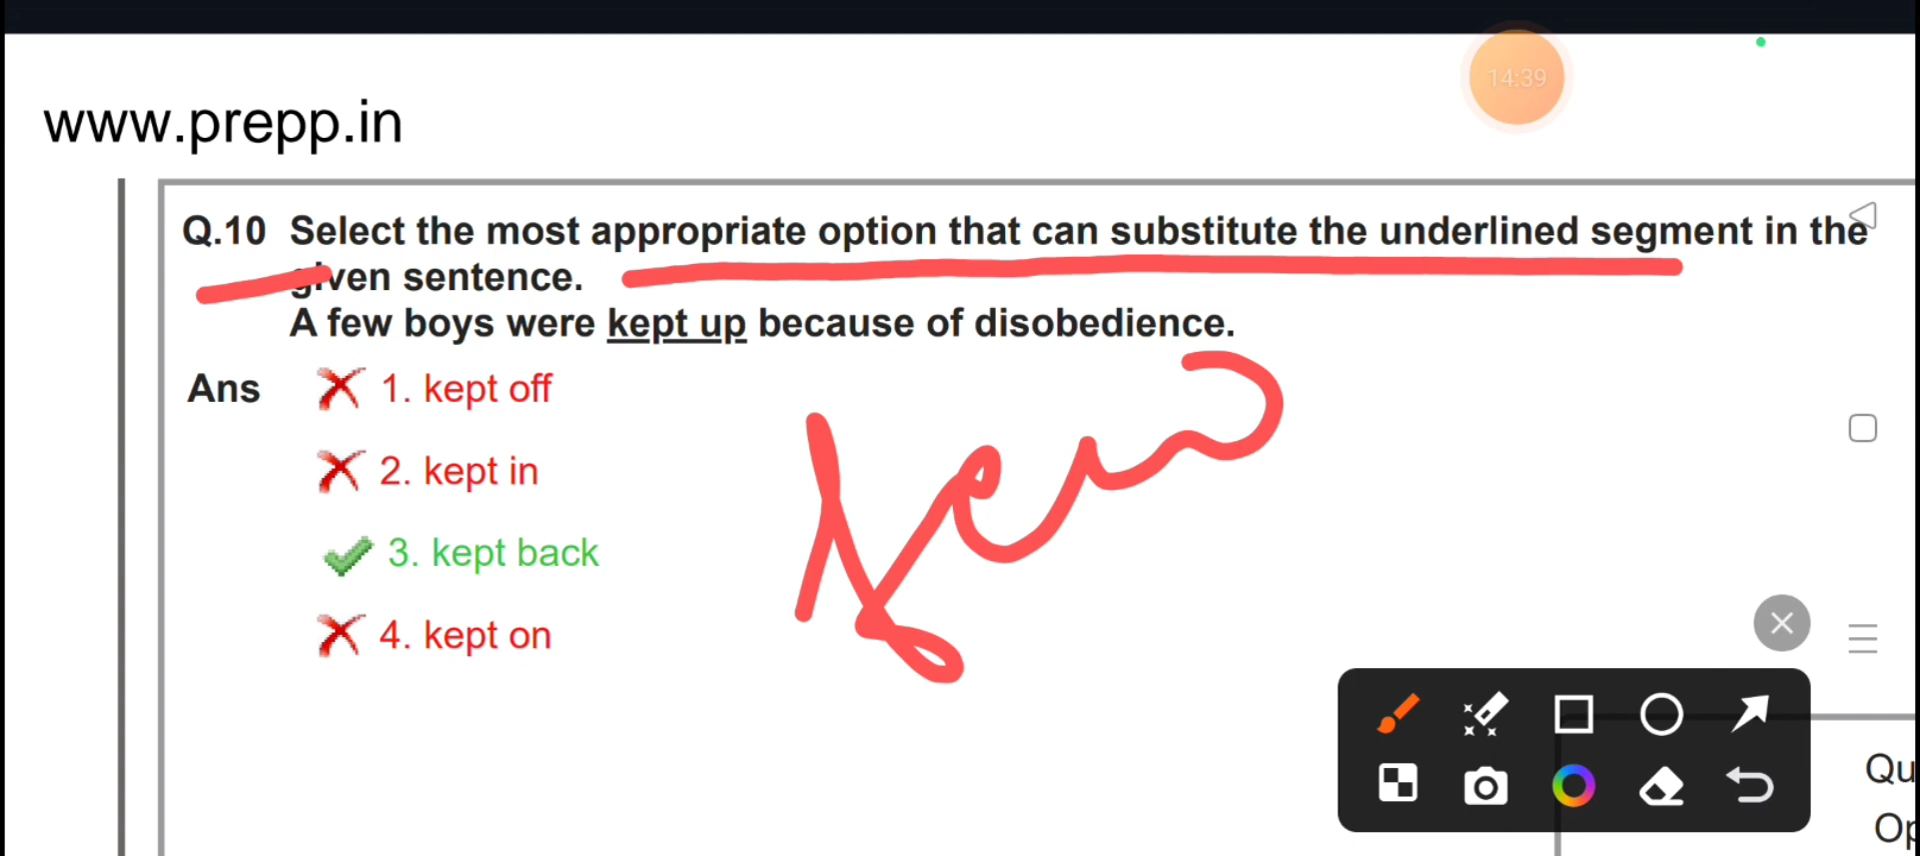 14:39
www.prepp.in
Q.10 Select the most appropriate option that can substitute the underlined segment in the
given sentence.
A few boys were kept up because of disobedience.
Ans 1. kept off
2. kept in
3. kept back
4. kept on
Qu
Op